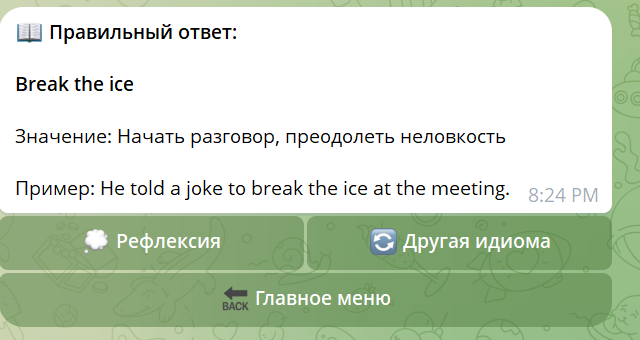 📖 Правильный ответ:
Break the ice
Значение: Начать разговор, преодолеть неловкость
Пример: He told a joke to break the ice at the meeting.
8:24 PM
💭 Рефлексия
🔄 Другая идиома
🔙 Главное меню